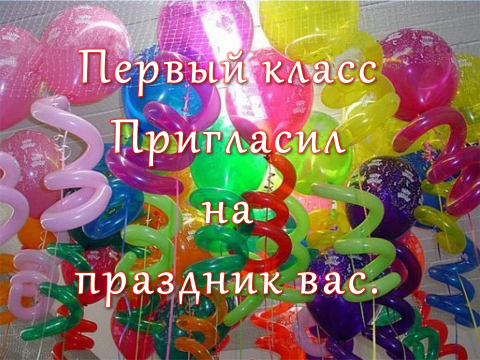 Первый класс
Пригласил
на
праздник вас.